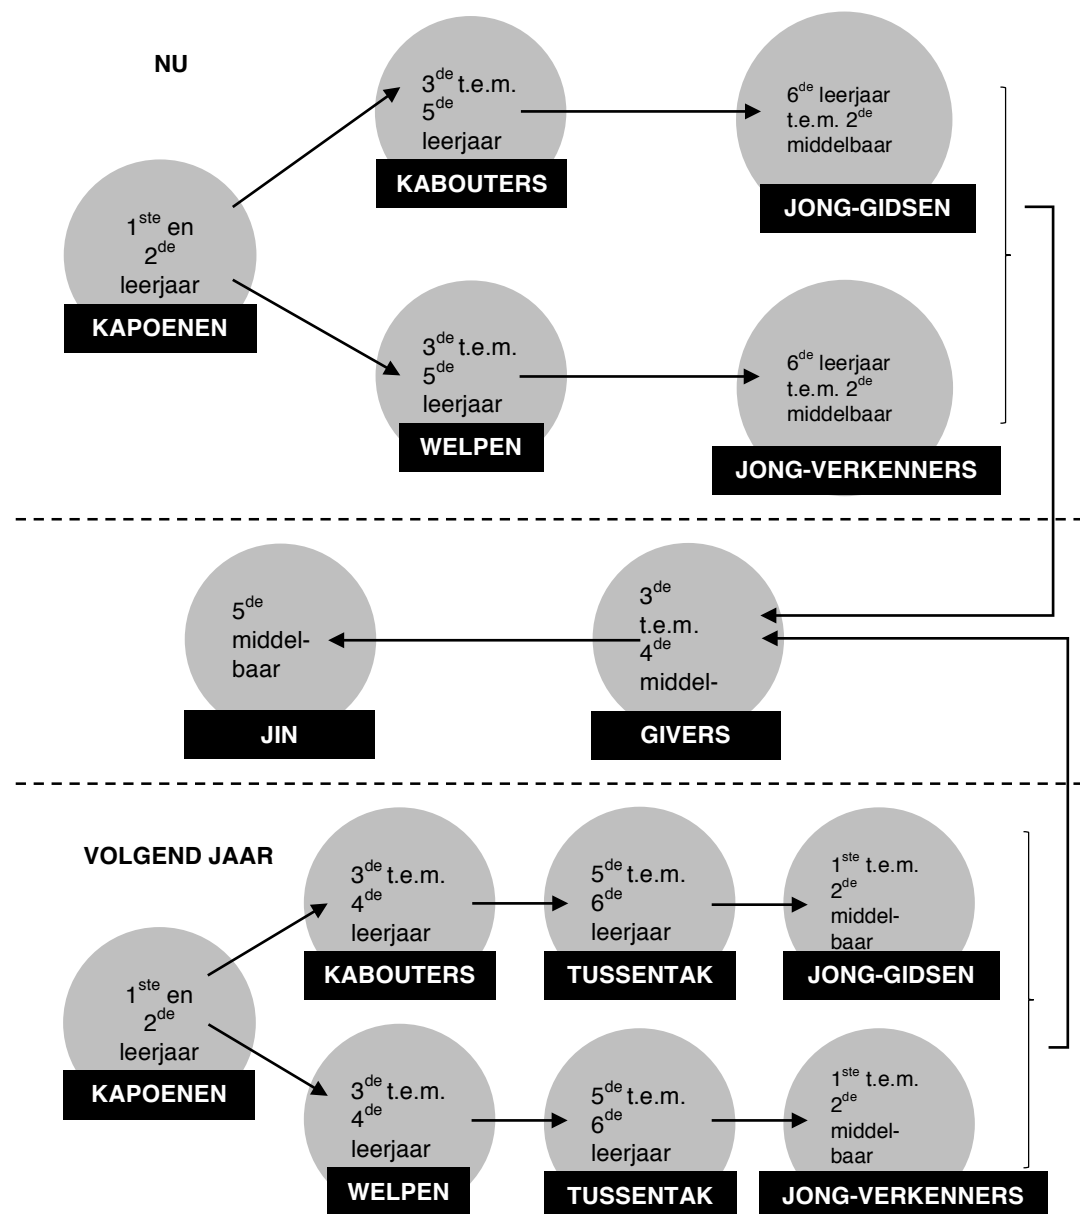 NU
3de t.e.m.
5de
leerjaar
KABOUTERS
6de leerjaar
t.e.m. 2de
middelbaar
JONG-GIDSEN
1ste en
2de
leerjaar
KAPOENEN
3de t.e.m.
5de
leerjaar
WELPEN
6de leerjaar
t.e.m. 2de
middelbaar
JONG-VERKENNERS
5de
middel-
baar
JIN
3de
t.e.m.
4de
middel-
GIVERS
VOLGEND JAAR
3de t.e.m.
4de
leerjaar
KABOUTERS
5de t.e.m.
6de
leerjaar
TUSSENTAK
1ste t.e.m.
2de
middel-
baar
JONG-GIDSEN
1ste en
2de
leerjaar
KAPOENEN
3de t.e.m.
4de
leerjaar
WELPEN
5de t.e.m.
6de
leerjaar
TUSSENTAK
1ste t.e.m.
2de
middel-
baar
JONG-VERKENNERS